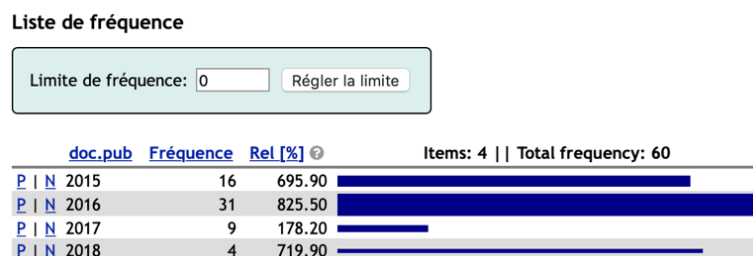 Liste de fréquence
Limite de fréquence: 0 Régler la limite
doc.pub Fréquence Rel [%] ? Items: 4 || Total frequency: 60
P | N 2015 16 695.90
P | N 2016 31 825.50
P | N 2017 9 178.20
P | N 2018 4 719.90